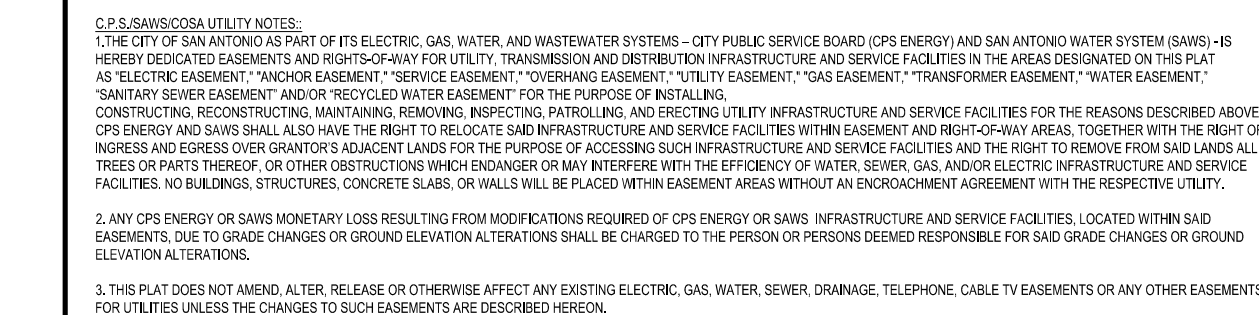 C.P.S./SAWS/COSA UTILITY NOTES::
1.THE CITY OF SAN ANTONIO AS PART OF ITS ELECTRIC, GAS, WATER, AND WASTEWATER SYSTEMS – CITY PUBLIC SERVICE BOARD (CPS ENERGY) AND SAN ANTONIO WATER SYSTEM (SAWS) - IS
HEREBY DEDICATED EASEMENTS AND RIGHTS-OF-WAY FOR UTILITY, TRANSMISSION AND DISTRIBUTION INFRASTRUCTURE AND SERVICE FACILITIES IN THE AREAS DESIGNATED ON THIS PLAT
AS "ELECTRIC EASEMENT," "ANCHOR EASEMENT," "SERVICE EASEMENT," "OVERHANG EASEMENT," "UTILITY EASEMENT," "GAS EASEMENT," "TRANSFORMER EASEMENT," “WATER EASEMENT,”
“SANITARY SEWER EASEMENT” AND/OR “RECYCLED WATER EASEMENT” FOR THE PURPOSE OF INSTALLING,
CONSTRUCTING, RECONSTRUCTING, MAINTAINING, REMOVING, INSPECTING, PATROLLING, AND ERECTING UTILITY INFRASTRUCTURE AND SERVICE FACILITIES FOR THE REASONS DESCRIBED ABOVE
CPS ENERGY AND SAWS SHALL ALSO HAVE THE RIGHT TO RELOCATE SAID INFRASTRUCTURE AND SERVICE FACILITIES WITHIN EASEMENT AND RIGHT-OF-WAY AREAS, TOGETHER WITH THE RIGHT OF
INGRESS AND EGRESS OVER GRANTOR'S ADJACENT LANDS FOR THE PURPOSE OF ACCESSING SUCH INFRASTRUCTURE AND SERVICE FACILITIES AND THE RIGHT TO REMOVE FROM SAID LANDS ALL
TREES OR PARTS THEREOF, OR OTHER OBSTRUCTIONS WHICH ENDANGER OR MAY INTERFERE WITH THE EFFICIENCY OF WATER, SEWER, GAS, AND/OR ELECTRIC INFRASTRUCTURE AND SERVICE
FACILITIES. NO BUILDINGS, STRUCTURES, CONCRETE SLABS, OR WALLS WILL BE PLACED WITHIN EASEMENT AREAS WITHOUT AN ENCROACHMENT AGREEMENT WITH THE RESPECTIVE UTILITY.
2. ANY CPS ENERGY OR SAWS MONETARY LOSS RESULTING FROM MODIFICATIONS REQUIRED OF CPS ENERGY OR SAWS INFRASTRUCTURE AND SERVICE FACILITIES, LOCATED WITHIN SAID
EASEMENTS, DUE TO GRADE CHANGES OR GROUND ELEVATION ALTERATIONS SHALL BE CHARGED TO THE PERSON OR PERSONS DEEMED RESPONSIBLE FOR SAID GRADE CHANGES OR GROUND
ELEVATION ALTERATIONS.
3. THIS PLAT DOES NOT AMEND, ALTER, RELEASE OR OTHERWISE AFFECT ANY EXISTING ELECTRIC, GAS, WATER, SEWER, DRAINAGE, TELEPHONE, CABLE TV EASEMENTS OR ANY OTHER EASEMENTS
FOR UTILITIES UNLESS THE CHANGES TO SUCH EASEMENTS ARE DESCRIBED HEREON.